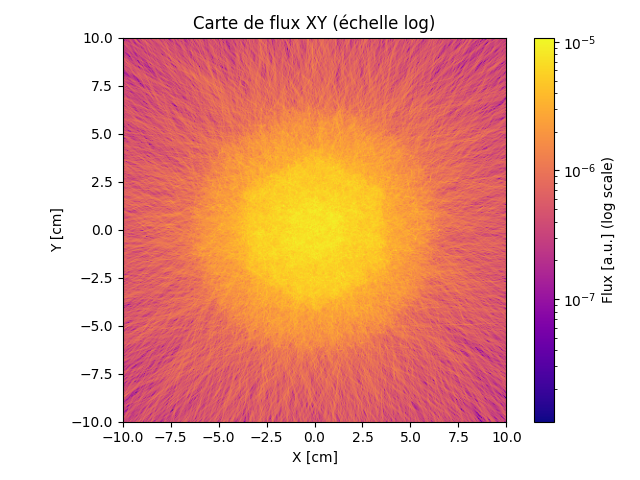 Carte de flux XY (échelle log)
10.0
7.5
5.0
2.5
0.0
−2.5
−5.0
−7.5
−10.0
Y [cm]
−10.0 −7.5 −5.0 −2.5 0.0 2.5 5.0 7.5 10.0
X [cm]
10⁻⁵
10⁻⁶
10⁻⁷
Flux [a.u.] (log scale)